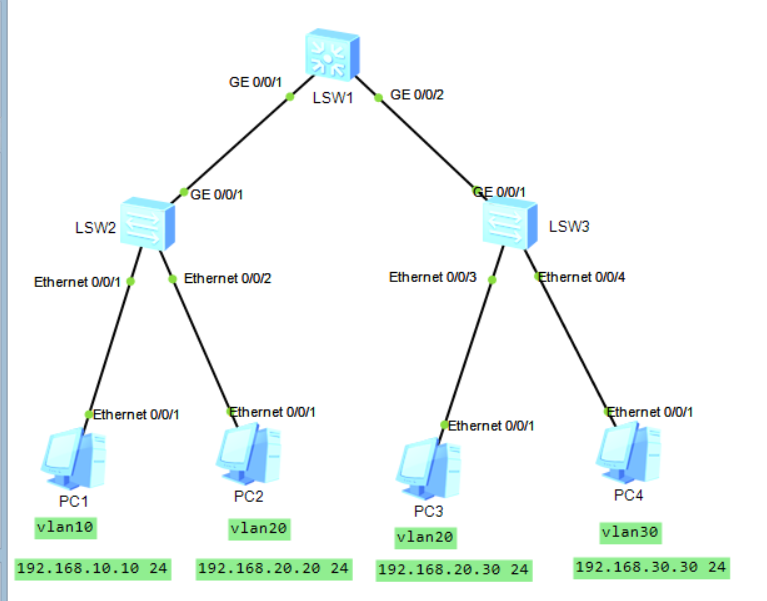 GE 0/0/1
GE 0/0/2
LSW1
GE 0/0/1
GE 0/0/1
LSW2
LSW3
Ethernet 0/0/1
Ethernet 0/0/2
Ethernet 0/0/3
Ethernet 0/0/4
Ethernet 0/0/1
Ethernet 0/0/1
Ethernet 0/0/1
Ethernet 0/0/1
PC1
PC2
PC3
PC4
vlan10
vlan20
vlan20
vlan30
192.168.10.10 24
192.168.20.20 24
192.168.20.30 24
192.168.30.30 24